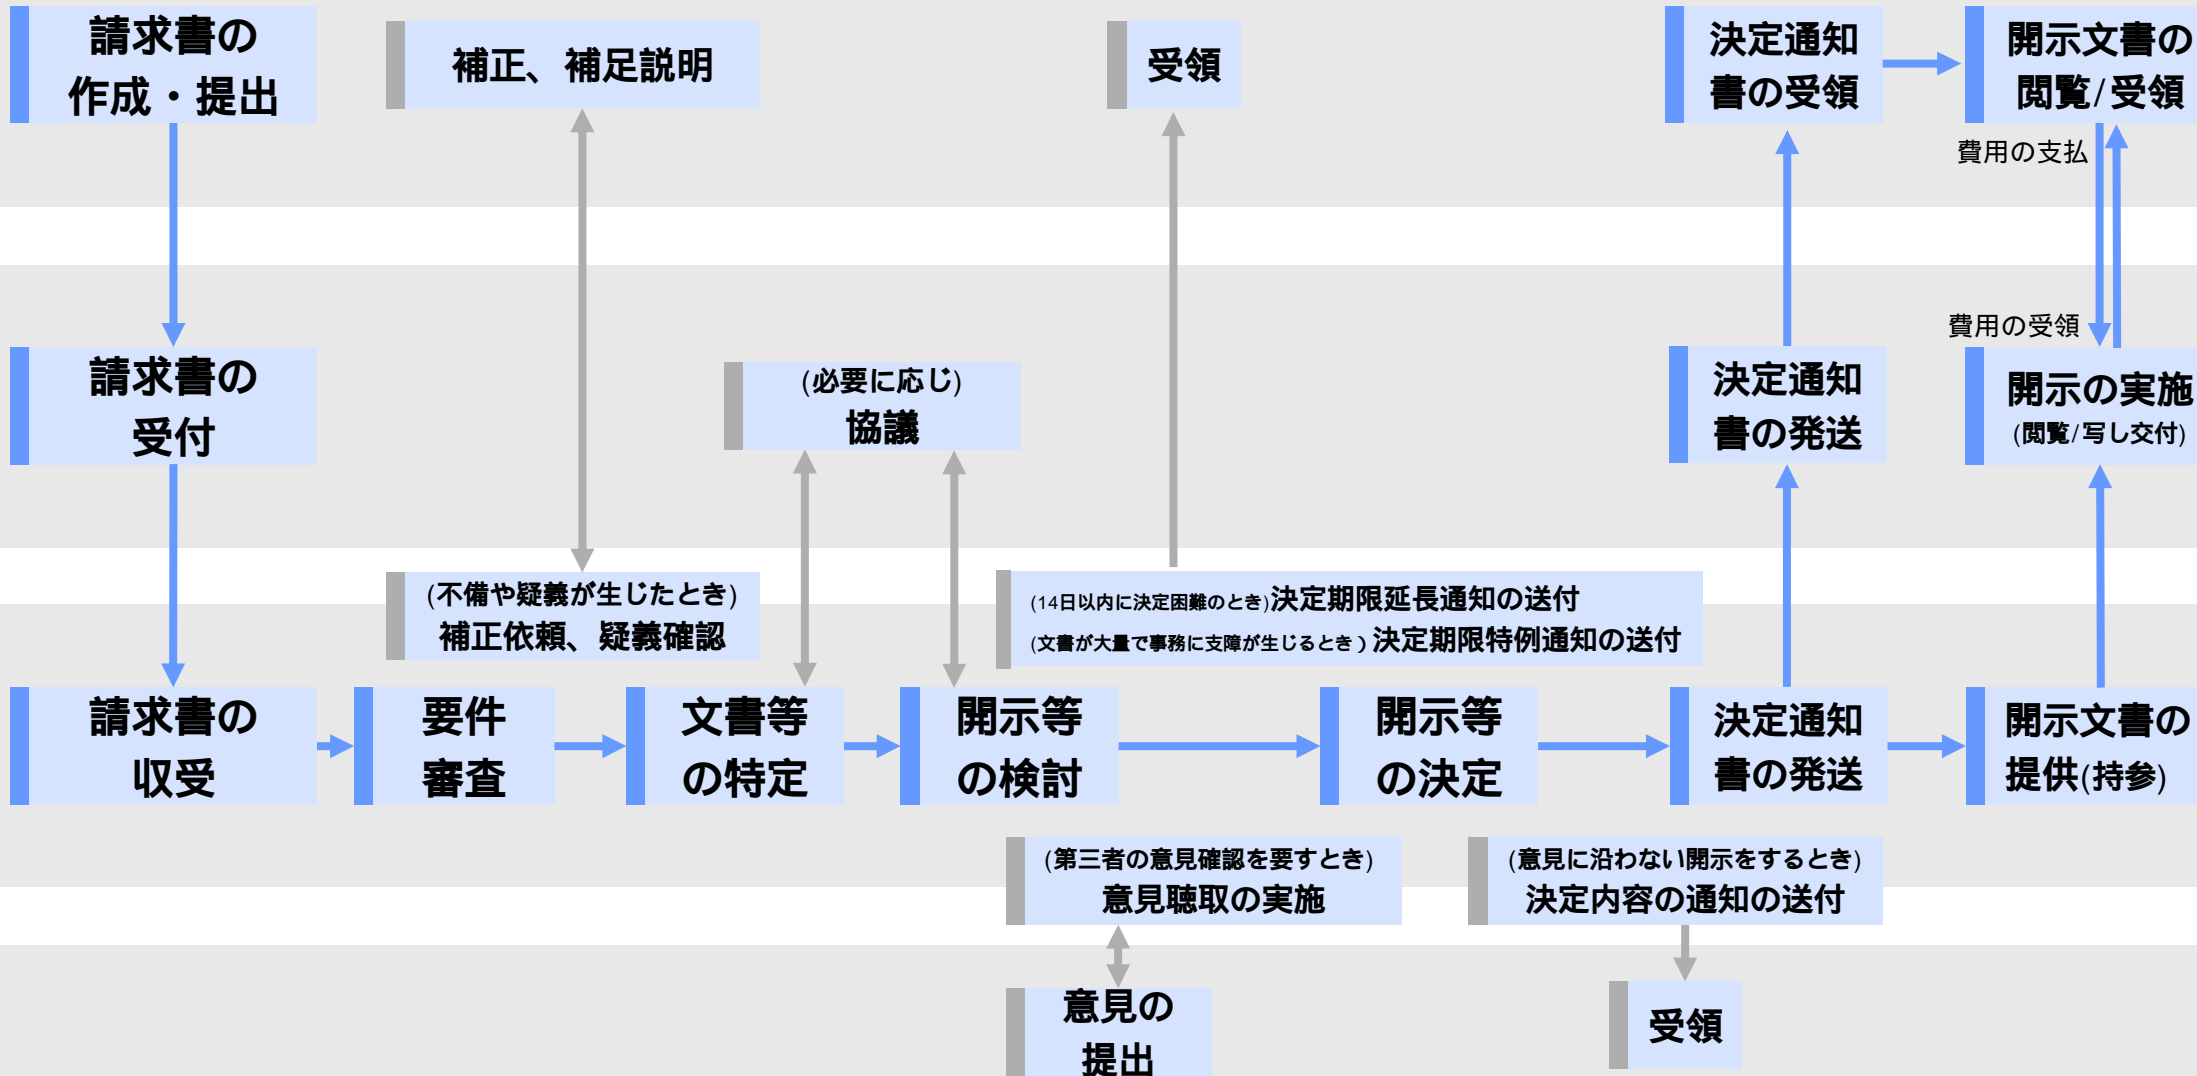 請求書の
作成・提出
補正、補足説明
受領
決定通知
書の受領
開示文書の
閲覧/受領
費用の支払
費用の受領
請求書の
受付
(必要に応じ)
協議
決定通知
書の発送
開示の実施
(閲覧/写し交付)
(不備や疑義が生じたとき)
補正依頼、疑義確認
(14日以内に決定困難のとき)決定期限延長通知の送付
(文書が大量で事務に支障が生じるとき)決定期限特例通知の送付
請求書の
収受
要件
審査
文書等
の特定
開示等
の検討
開示等
の決定
決定通知
書の発送
開示文書の
提供(持参)
(第三者の意見確認を要すとき)
意見聴取の実施
(意見に沿わない開示をするとき)
決定内容の通知の送付
意見の
提出
受領